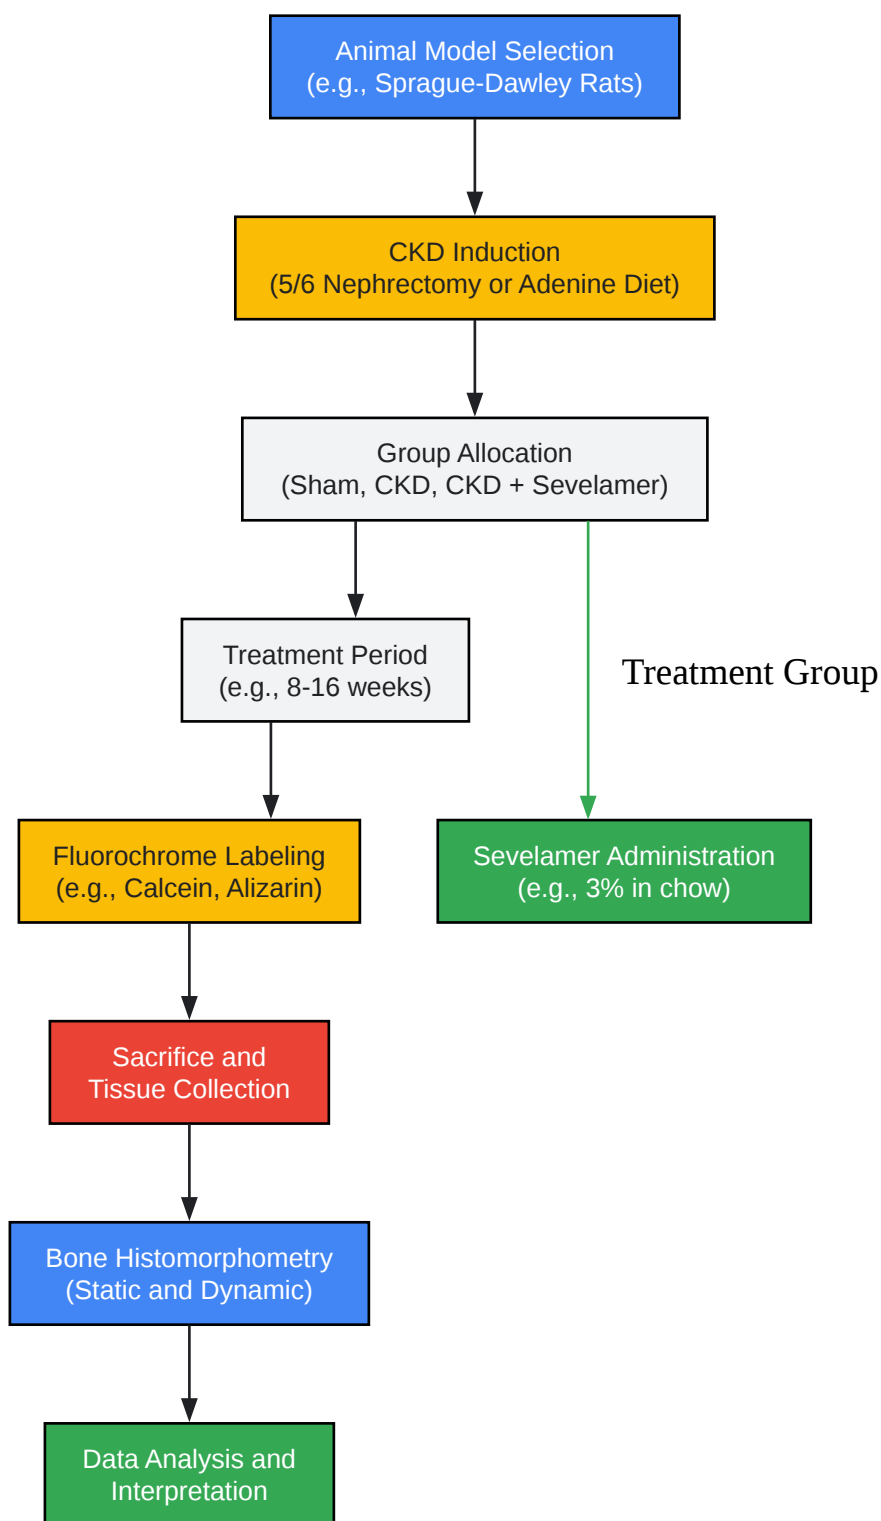 Animal Model Selection
(e.g., Sprague-Dawley Rats)
CKD Induction
(5/6 Nephrectomy or Adenine Diet)
Group Allocation
(Sham, CKD, CKD + Sevelamer)
Treatment Period
(e.g., 8-16 weeks)
Treatment Group
Fluorochrome Labeling
(e.g., Calcein, Alizarin)
Sevelamer Administration
(e.g., 3% in chow)
Sacrifice and
Tissue Collection
Bone Histomorphometry
(Static and Dynamic)
Data Analysis and
Interpretation